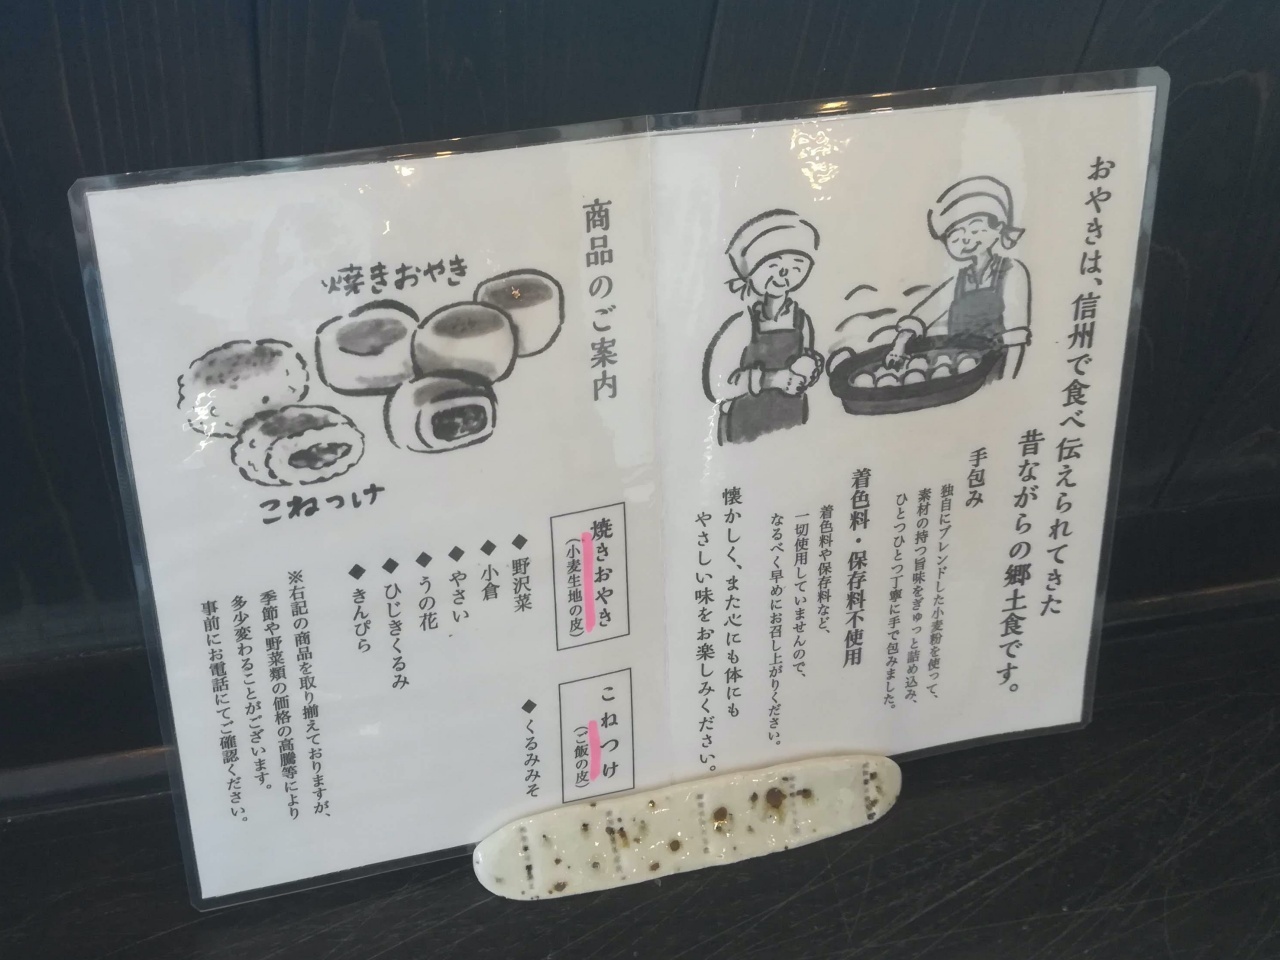 おやきは、信州で食べ伝えられてきた
昔ながらの郷土食です。
手包み
独自にブレンドした小麦粉を使って、
素材の持つ旨味をぎゅっと詰め込み、
ひとつひとつ丁寧に手で包みました。
着色料・保存料不使用
着色料や保存料など、
一切使用していませんので、
なるべく早めにお召し上がりください。
懐かしく、また心にも体にも
やさしい味をお楽しみください。
商品のご案内
焼きおやき
こねつけ
焼きおやき
（小麦生地の皮）
◆野沢菜
◆小倉
◆やさい
◆うの花
◆ひじきくるみ
◆きんぴら
こねつけ
（ご飯の皮）
◆くるみみそ
※右記の商品を取り揃えておりますが、
季節や野菜類の価格の高騰等により
多少変わることがございます。
事前にお電話にてご確認ください。